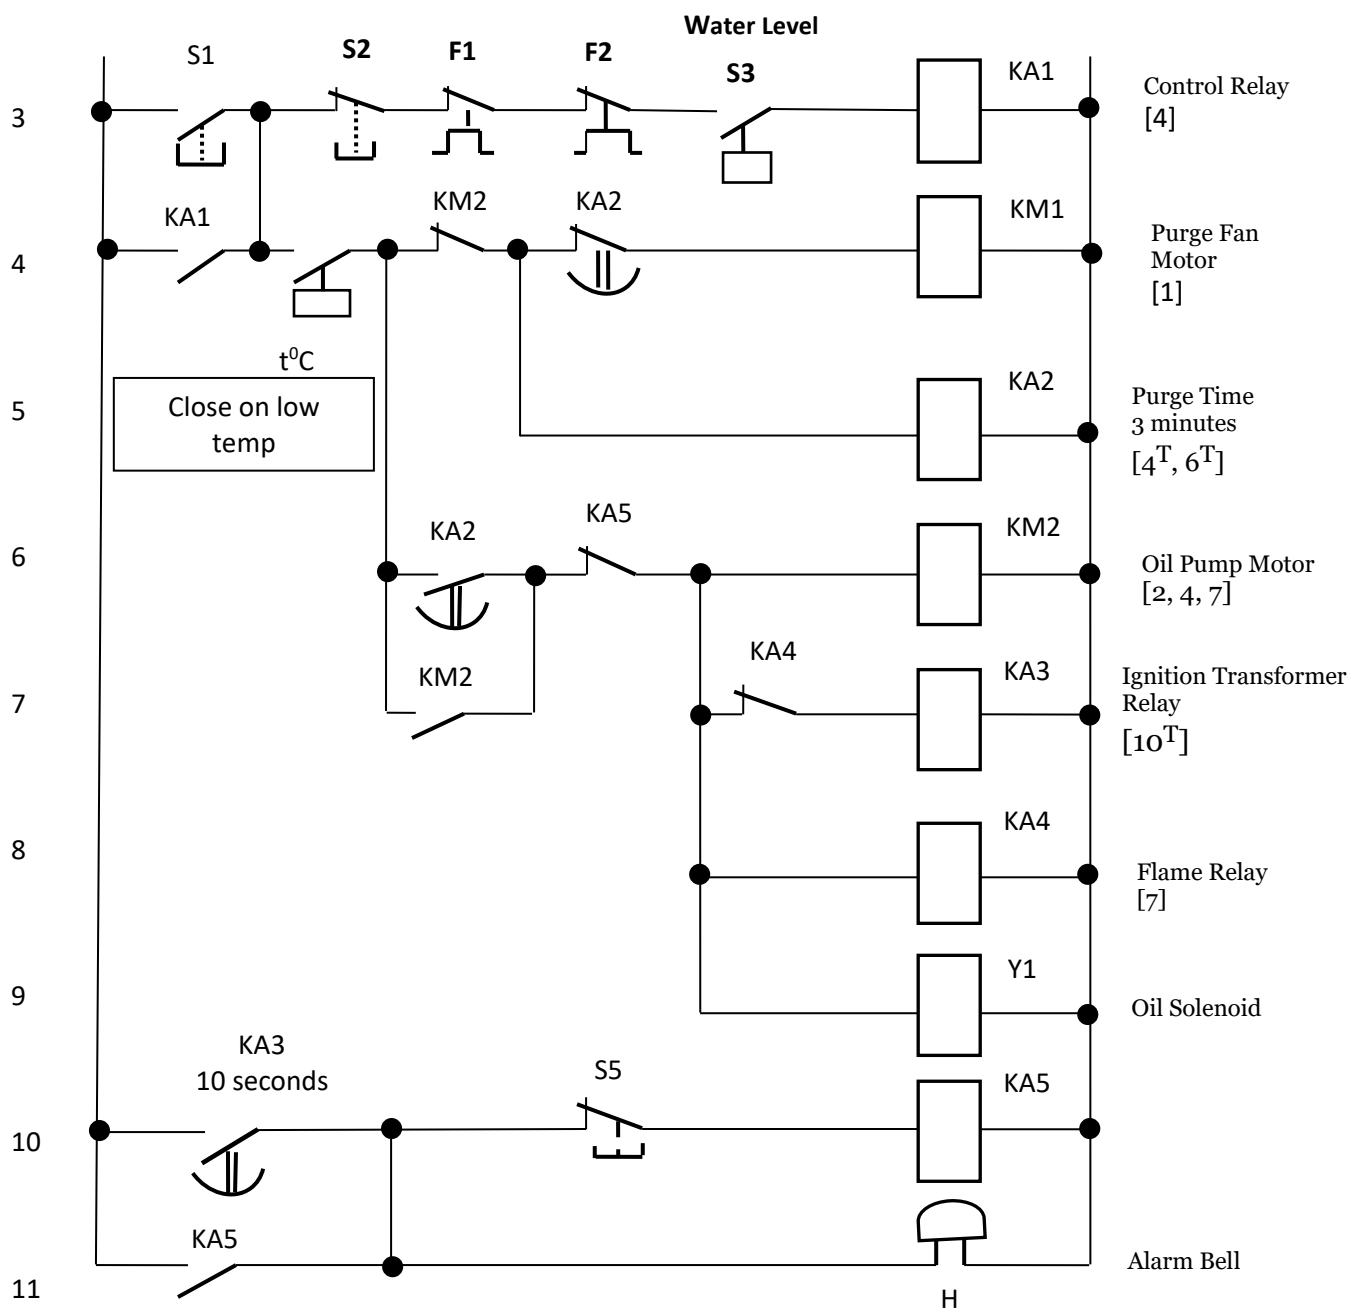 Water Level
S1
S2
F1
F2
S3
KA1
Control Relay
[4]
3
KA1
KM2
KA2
KM1
Purge Fan
Motor
[1]
4
t⁰C
Close on low
temp
KA2
Purge Time
3 minutes
[4ᵀ, 6ᵀ]
5
KA2
KA5
KM2
Oil Pump Motor
[2, 4, 7]
6
KM2
KA4
KA3
Ignition Transformer
Relay
[10ᵀ]
7
KA4
Flame Relay
[7]
8
Y1
Oil Solenoid
9
KA3
10 seconds
S5
KA5
10
KA5
Alarm Bell
11
H